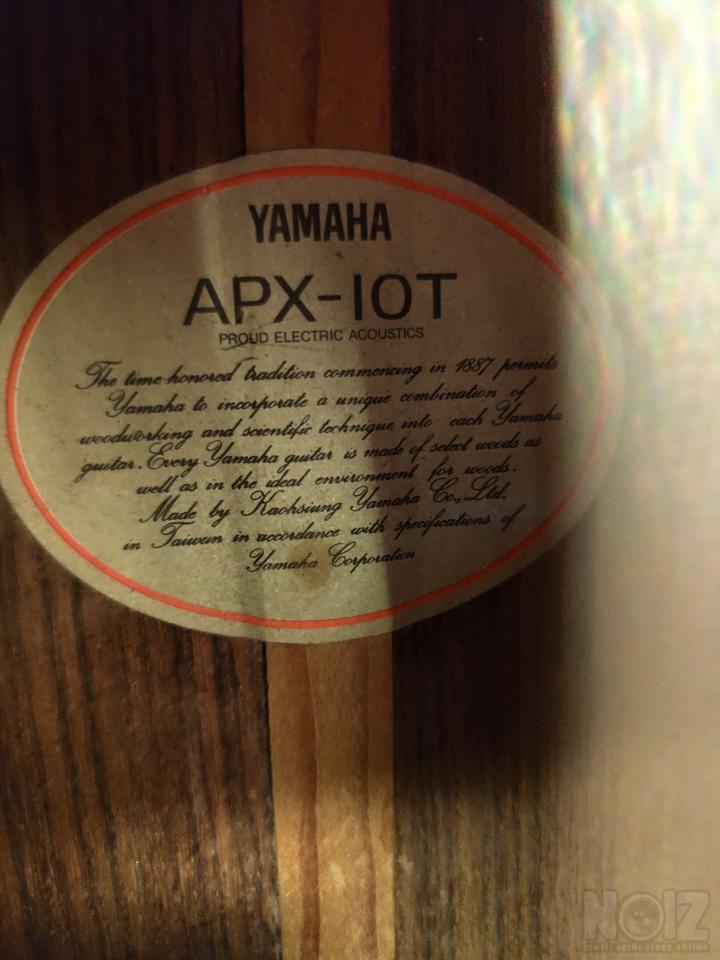 YAMAHA
APX-10T
PROUD ELECTRIC ACOUSTICS
The time-honored tradition commencing in 1887 permits
Yamaha to incorporate a unique combination of
woodworking and scientific technique into each Yamaha
guitar. Every Yamaha guitar is made of select woods as
well as in the ideal environment for woods.
Made by Kaohsiung Yamaha Co., Ltd.
in Taiwan in accordance with specifications of
Yamaha Corporation
NOIZ
music technology online